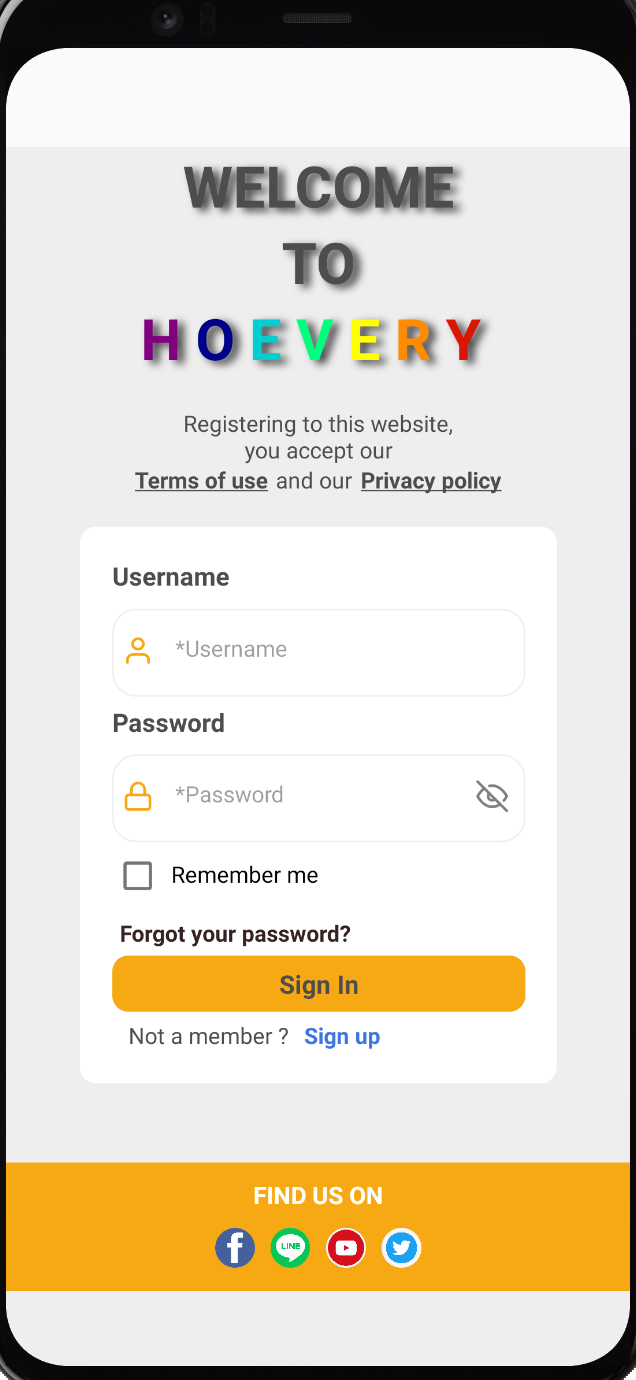 WELCOME
TO
HOEVERY
Registering to this website,
you accept our
Terms of use and our Privacy policy
Username
*Username
Password
*Password
Remember me
Forgot your password?
Sign In
Not a member ? Sign up
FIND US ON
f LINE